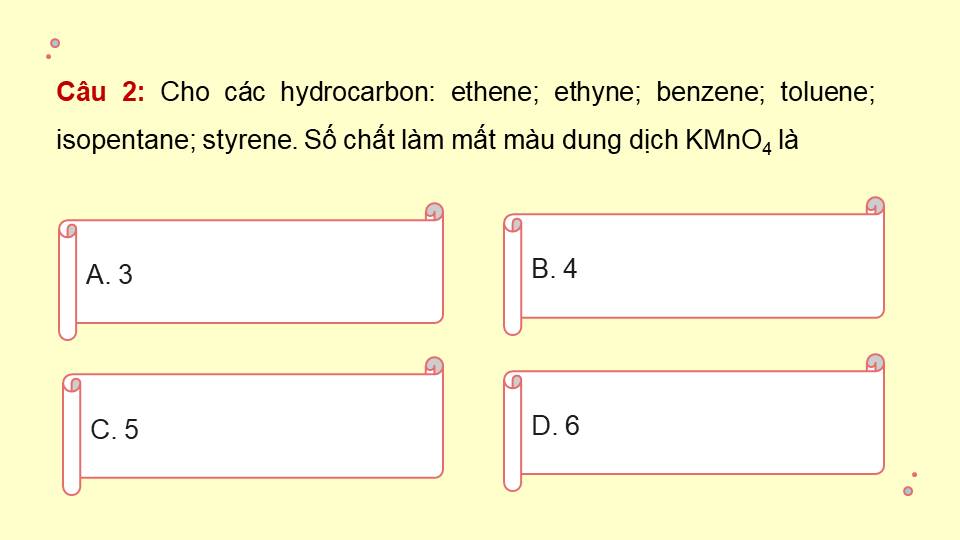 Câu 2: Cho các hydrocarbon: ethene; ethyne; benzene; toluene;
isopentane; styrene. Số chất làm mất màu dung dịch KMnO₄ là
A. 3
B. 4
C. 5
D. 6